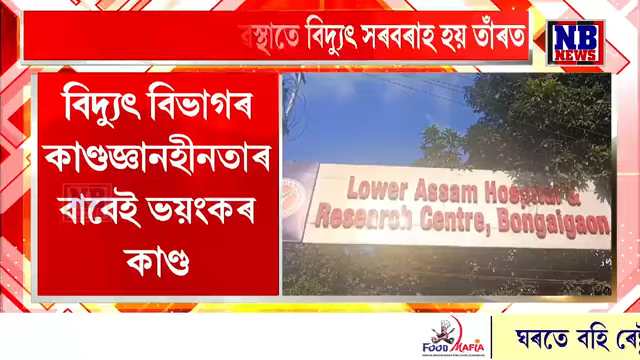 বিদ্যুৎ সৰবৰাহ হয় তাঁৰত
NB
NEWS
বিদ্যুৎ বিভাগৰ
কাণ্ডজ্ঞানহীনতাৰ
বাবেই ভয়ংকৰ
কাণ্ড
Lower Assam Hospital &
Research Centre, Bongaigaon
FOOD MAFIA
ঘৰতে বহি